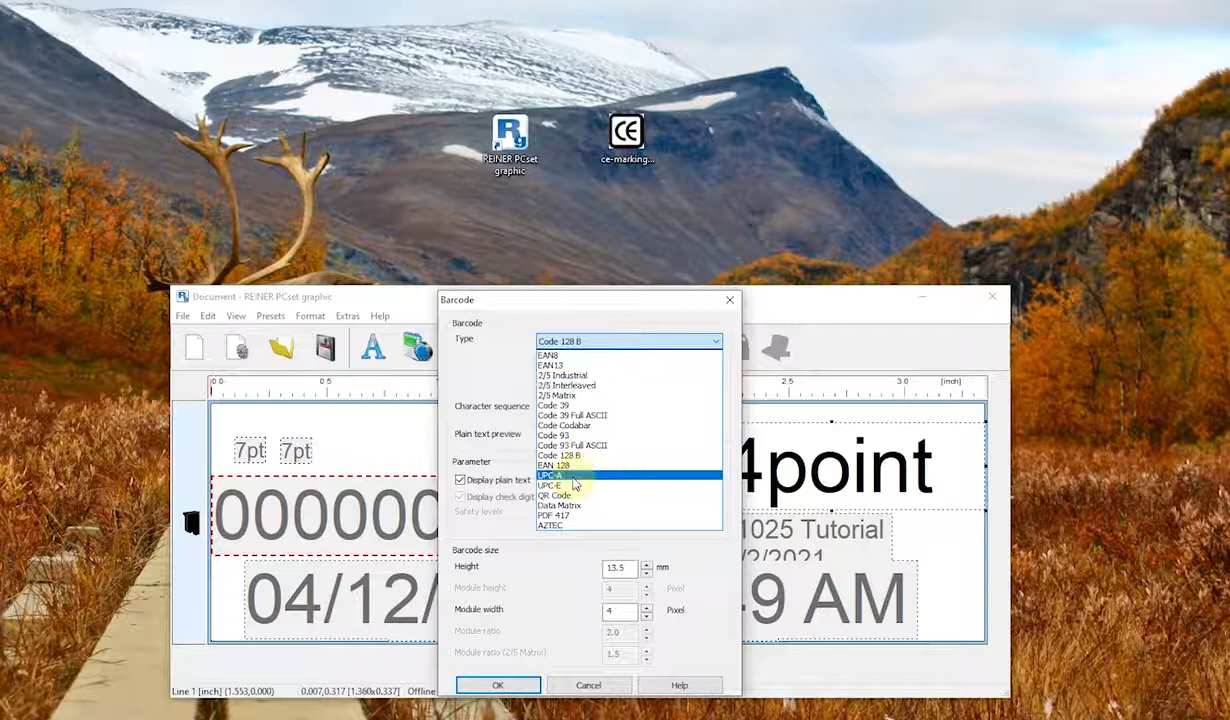 REINER PCset
graphic
ce-marking...
Document - REINER PCset graphic
File Edit View Presets Format Extras Help
0.0 0.5 2.5 3.0 [inch]
7pt 7pt
000000
04/12/
4point
1025 Tutorial
/2/2021
9 AM
Line 1 [inch] (1.553,0.000) 0.007,0.317 [1.360x0.337] Offline
Barcode
Barcode
Type Code 128 B
EAN8
EAN13
2/5 Industrial
2/5 Interleaved
2/5 Matrix
Code 39
Code 39 Full ASCII
Code Codabar
Code 93
Code 93 Full ASCII
Code 128 B
EAN 128
UPC-A
UPC-E
QR Code
Data Matrix
PDF 417
AZTEC
Character sequence
Plain text preview
Parameter
Display plain text
Display check digit
Safety levels
Barcode size
Height 13.5 mm
Module height 4 Pixel
Module width 4 Pixel
Module ratio 2.0
Module ratio (2/5 Matrix) 1.5
OK Cancel Help